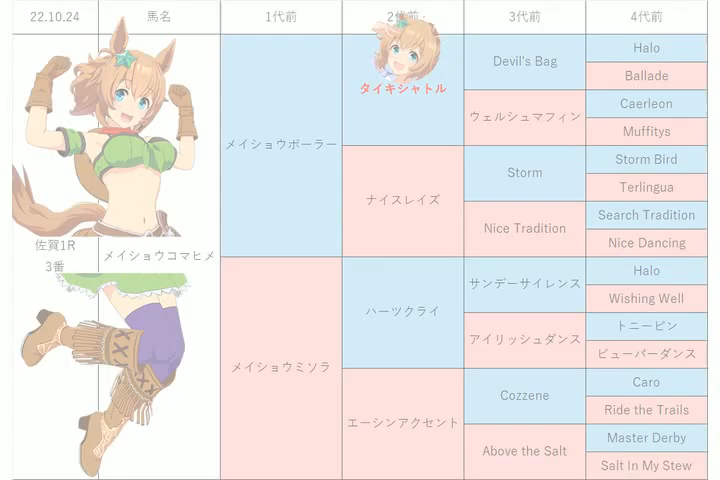 22.10.24 馬名 1代前 2代前 3代前 4代前
タイキシャトル
Devil's Bag
Halo
Ballade
ウェルシュマフィン
Caerleon
Muffitys
メイショウボーラー
ナイスレイズ
Storm
Storm Bird
Terlingua
Nice Tradition
Search Tradition
Nice Dancing
佐賀1R
3番
メイショウコマヒメ
ハーツクライ
サンデーサイレンス
Halo
Wishing Well
アイリッシュダンス
トニービン
ビューパーダンス
メイショウミソラ
エーシンアクセント
Cozzene
Caro
Ride the Trails
Above the Salt
Master Derby
Salt In My Stew